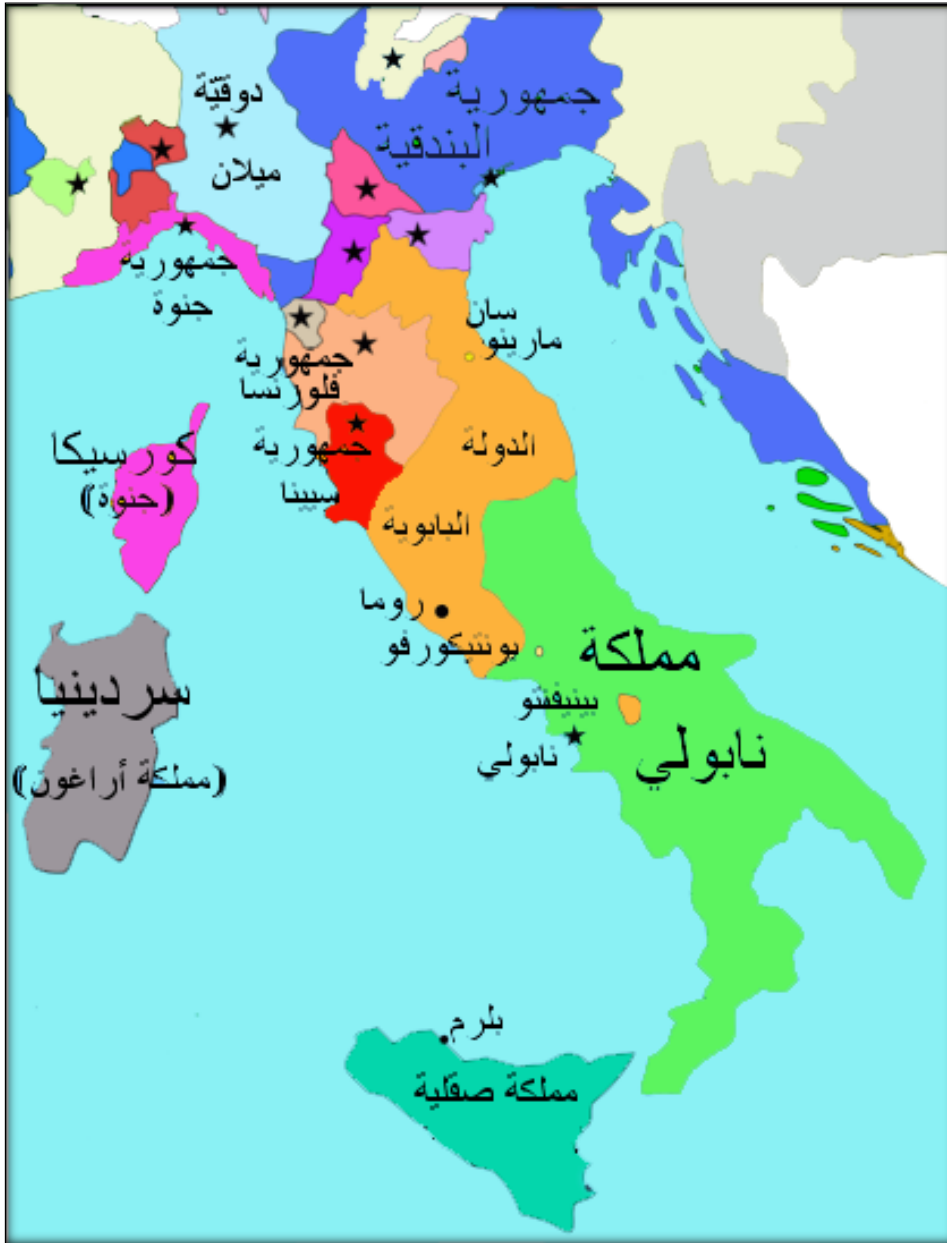 دوقيّة
ميلان
جمهورية
البندقية
جمهورية
جنوة
سان
مارينو
جمهورية
فلورنسا
جمهورية
سيينا
الدولة
البابوية
كورسيكا
(جنوة)
روما
بونتيكورفو
مملكة
نابولي
بينيفنتو
نابولي
سردينيا
(مملكة أراغون)
بلرم
مملكة صقلية